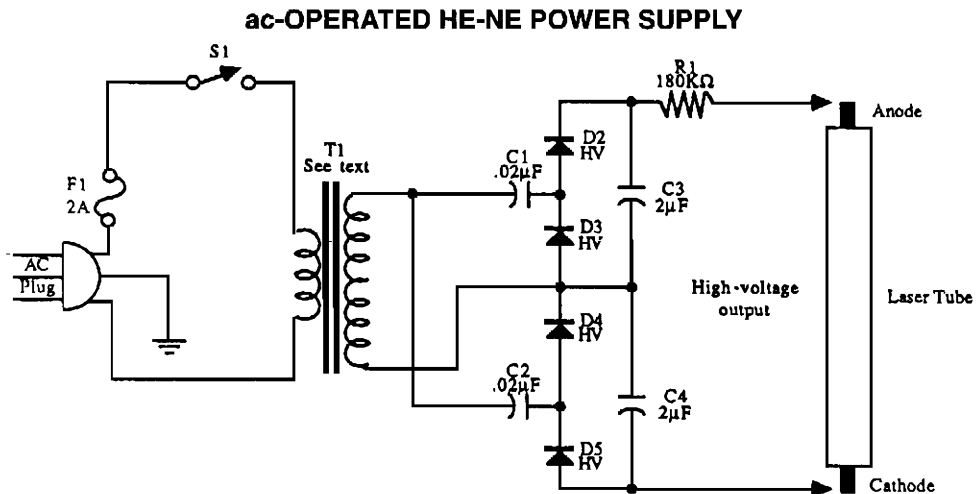 ac-OPERATED HE-NE POWER SUPPLY
S1
R1
180KΩ
Anode
D2
HV
T1
See text
C1
.02µF
F1
2A
C3
2µF
D3
HV
AC
Plug
High-voltage
output
Laser Tube
D4
HV
C2
.02µF
C4
2µF
D5
HV
Cathode